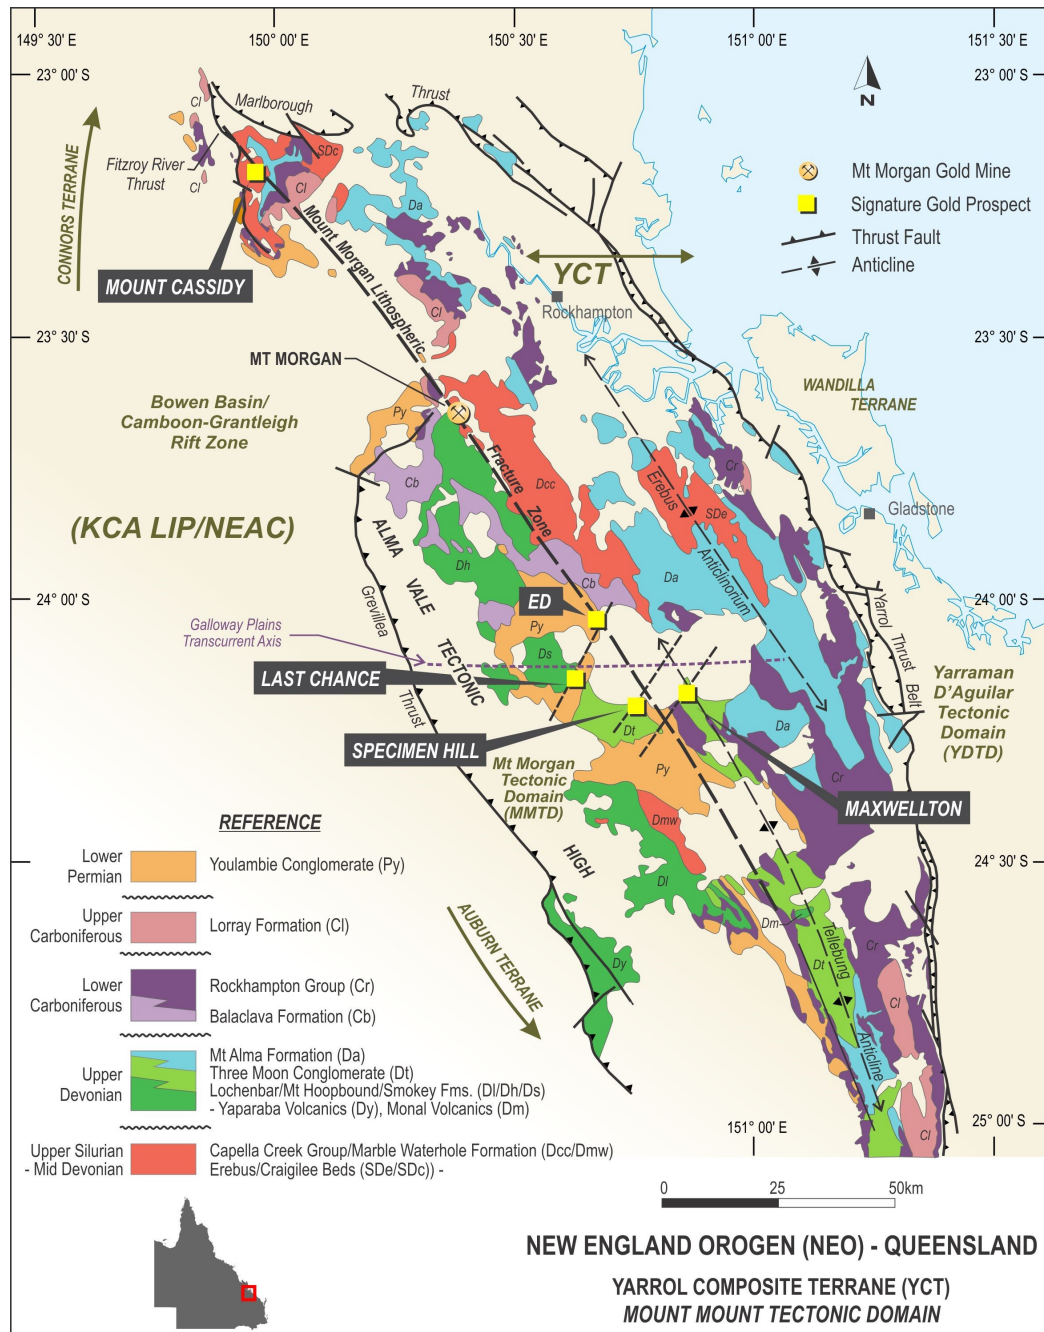 149° 30' E
150° 00' E
150° 30' E
151° 00' E
151° 30' E
23° 00' S
23° 00' S
N
Mt Morgan Gold Mine
Signature Gold Prospect
Thrust Fault
Anticline
Marlborough
Thrust
Fitzroy River
Thrust
CONNORS TERRANE
Cl
Cl
Cl
SDc
Da
MOUNT CASSIDY
Mount Morgan Lithospheric
Fracture
Zone
Cl
YCT
Rockhampton
23° 30' S
23° 30' S
MT MORGAN
WANDILLA
TERRANE
Bowen Basin/
Camboon-Grantleigh
Rift Zone
Py
Cb
Dcc
Cr
Erebus
SDe
Anticlinorium
Gladstone
(KCA LIP/NEAC)
ALMA
VALE
TECTONIC
HIGH
Dh
Cb
Da
24° 00' S
24° 00' S
ED
Grevillea
Thrust
Galloway Plains
Transcurrent Axis
Py
Ds
Yarrol Thrust
Belt
LAST CHANCE
Yarraman
D'Aguilar
Tectonic
Domain
(YDTD)
SPECIMEN HILL
Dt
Da
Mt Morgan
Tectonic
Domain
(MMTD)
Py
Cr
MAXWELLTON
Dmw
24° 30' S
Dl
AUBURN TERRANE
Dm
Tellebung
Anticline
Dt
Cr
Dy
Cl
Cl
REFERENCE
Lower
Permian
Youlambie Conglomerate (Py)
Upper
Carboniferous
Lorray Formation (Cl)
Lower
Carboniferous
Rockhampton Group (Cr)
Balaclava Formation (Cb)
Upper
Devonian
Mt Alma Formation (Da)
Three Moon Conglomerate (Dt)
Lochenbar/Mt Hoopbound/Smokey Fms. (Dl/Dh/Ds)
- Yaparaba Volcanics (Dy), Monal Volcanics (Dm)
Upper Silurian
- Mid Devonian
Capella Creek Group/Marble Waterhole Formation (Dcc/Dmw)
Erebus/Craigilee Beds (SDe/SDc)) -
151° 00' E
25° 00' S
0
25
50km
NEW ENGLAND OROGEN (NEO) - QUEENSLAND
YARROL COMPOSITE TERRANE (YCT)
MOUNT MOUNT TECTONIC DOMAIN